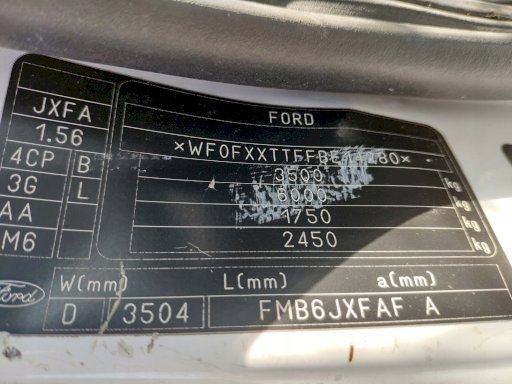 JXFA
1.56
4CP B
3G L
AA
M6
FORD
3500 kg
6000 kg
1750 kg
2450 kg
Ford
W(mm) L(mm) a(mm)
D 3504 FMB6JXFAF A